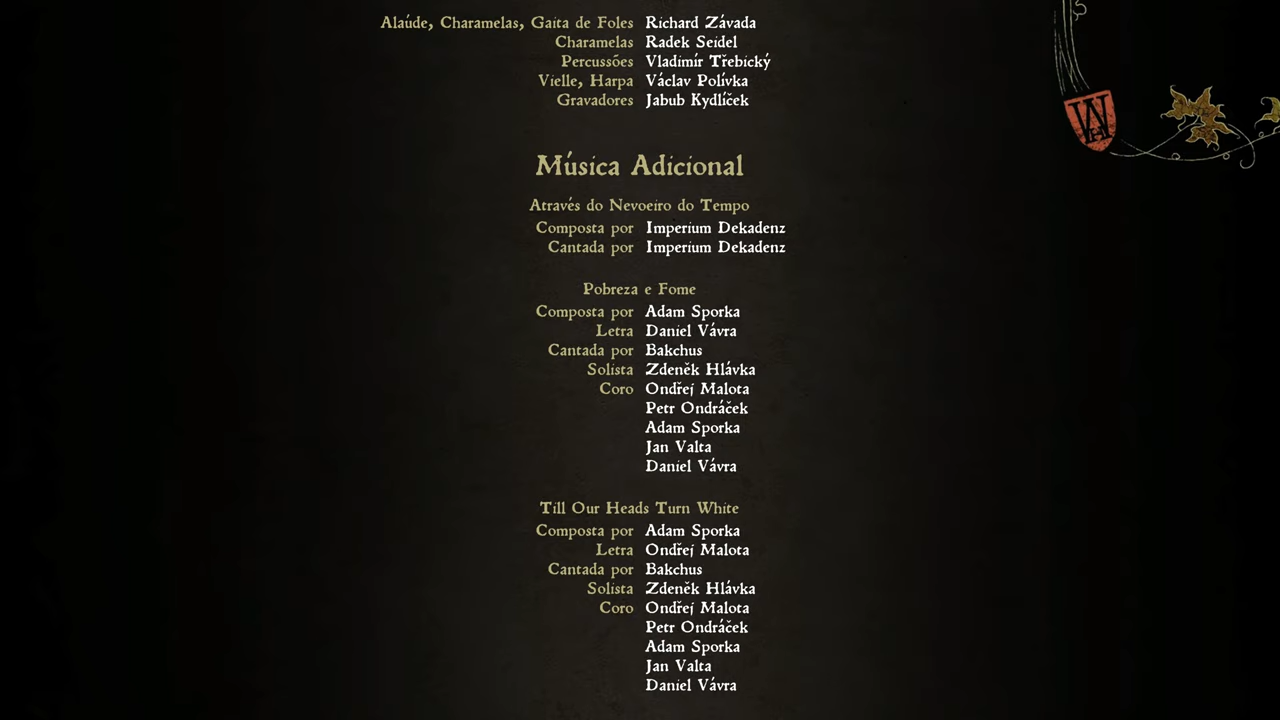 Alaúde, Charamelas, Gaita de Foles Richard Závada
Charamelas Radek Seidel
Percussões Vladimír Třebický
Vielle, Harpa Václav Polívka
Gravadores Jabub Kydlíček
Música Adicional
Através do Nevoeiro do Tempo
Composta por Imperium Dekadenz
Cantada por Imperium Dekadenz
Pobreza e Fome
Composta por Adam Sporka
Letra Daniel Vávra
Cantada por Bakchus
Solista Zdeněk Hlávka
Coro Ondřej Malota
Petr Ondráček
Adam Sporka
Jan Valta
Daniel Vávra
Till Our Heads Turn White
Composta por Adam Sporka
Letra Ondřej Malota
Cantada por Bakchus
Solista Zdeněk Hlávka
Coro Ondřej Malota
Petr Ondráček
Adam Sporka
Jan Valta
Daniel Vávra
WH